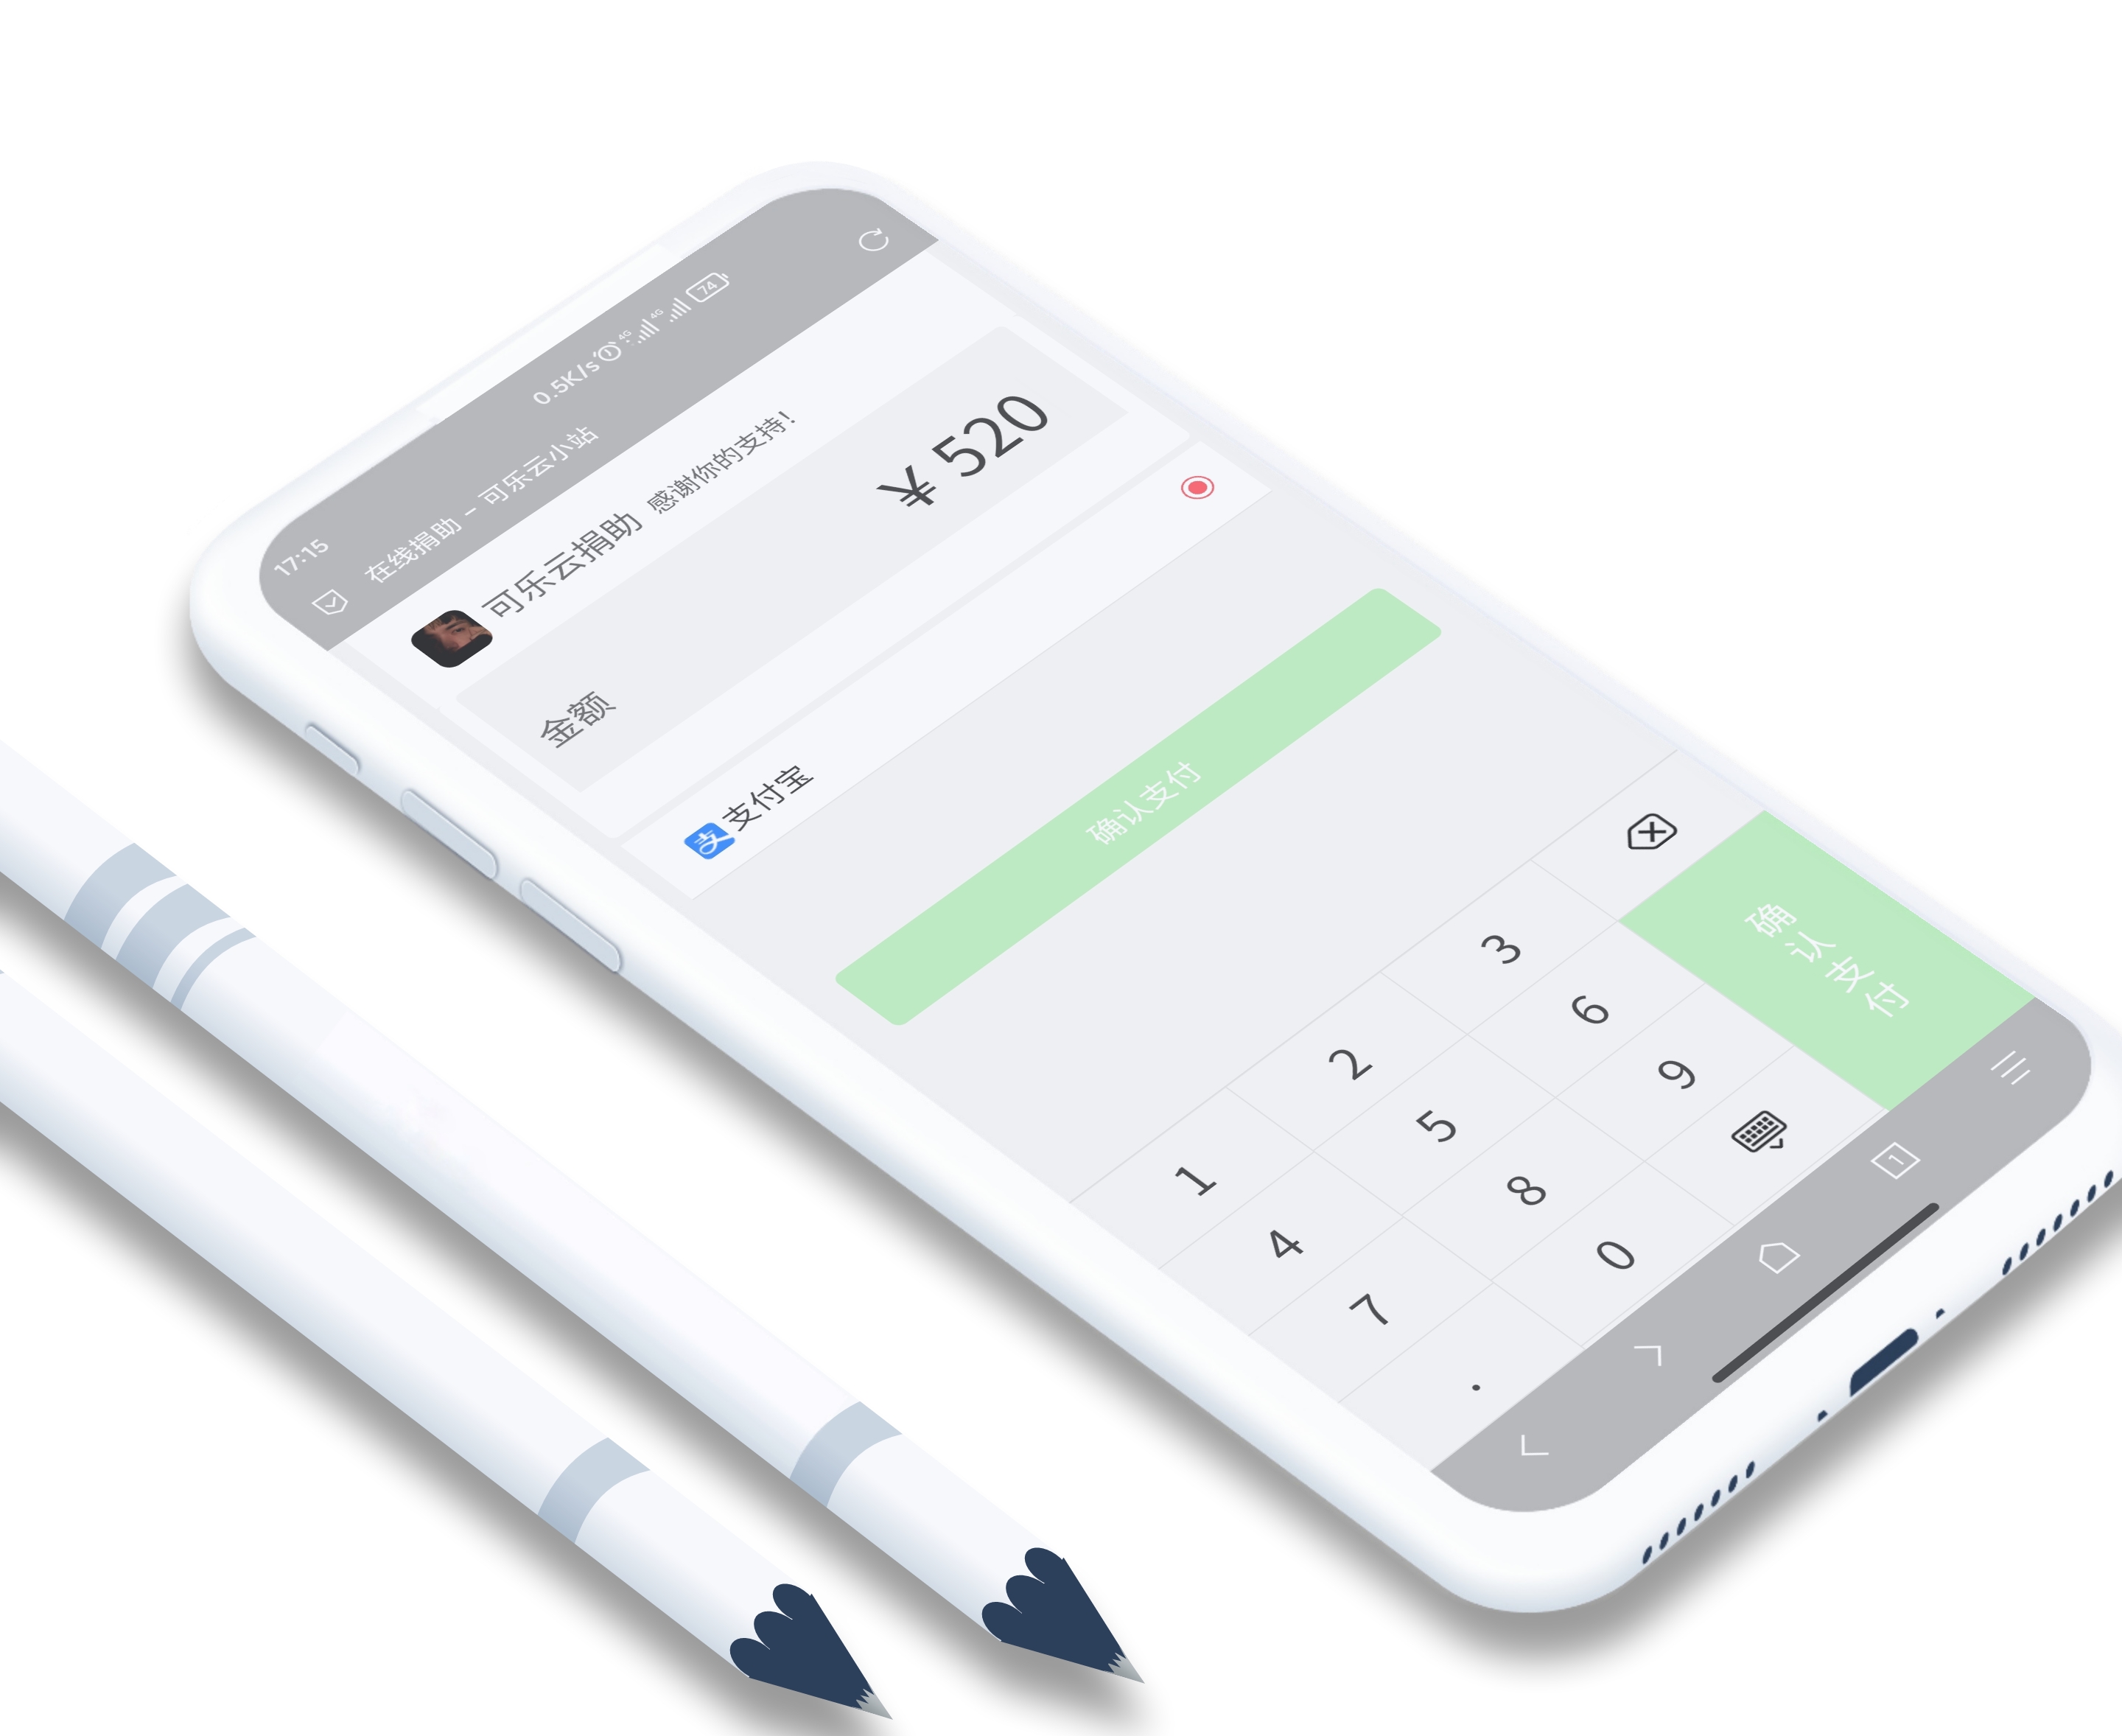 17:15
0.5K/s 4G 4G 74
在线捐助 - 可乐云小站
可乐云捐助 感谢你的支持!
金额 ¥ 520
支 支付宝
确认支付
1 2 3
4 5 6
7 8 9
. 0
确认支付
1